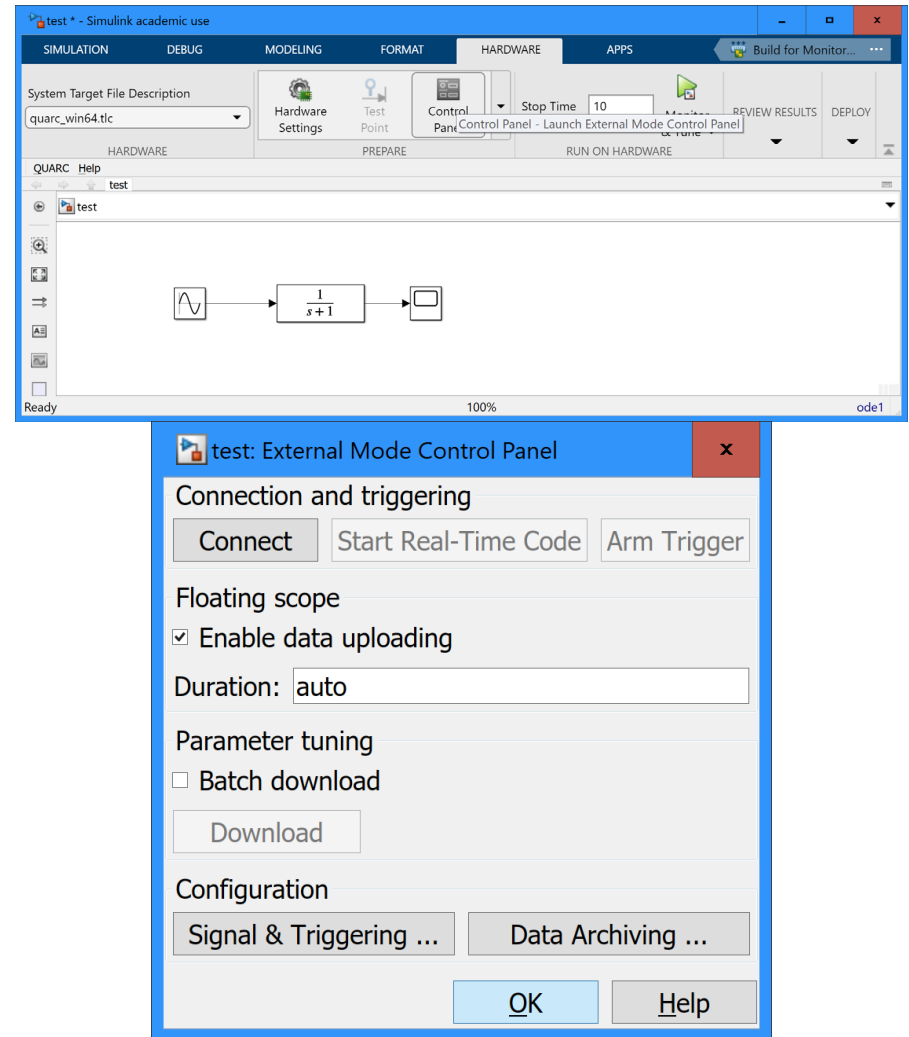 test * - Simulink academic use
SIMULATION DEBUG MODELING FORMAT HARDWARE APPS Build for Monitor... ...
System Target File Description
quarc_win64.tlc
Hardware
Settings
Test
Point
Control
Pane
Stop Time 10
Control Panel - Launch External Mode Control Panel
REVIEW RESULTS DEPLOY
HARDWARE PREPARE RUN ON HARDWARE
QUARC Help
test
test
1
s + 1
Ready 100% ode1
test: External Mode Control Panel
Connection and triggering
Connect Start Real-Time Code Arm Trigger
Floating scope
Enable data uploading
Duration: auto
Parameter tuning
Batch download
Download
Configuration
Signal & Triggering ... Data Archiving ...
OK Help